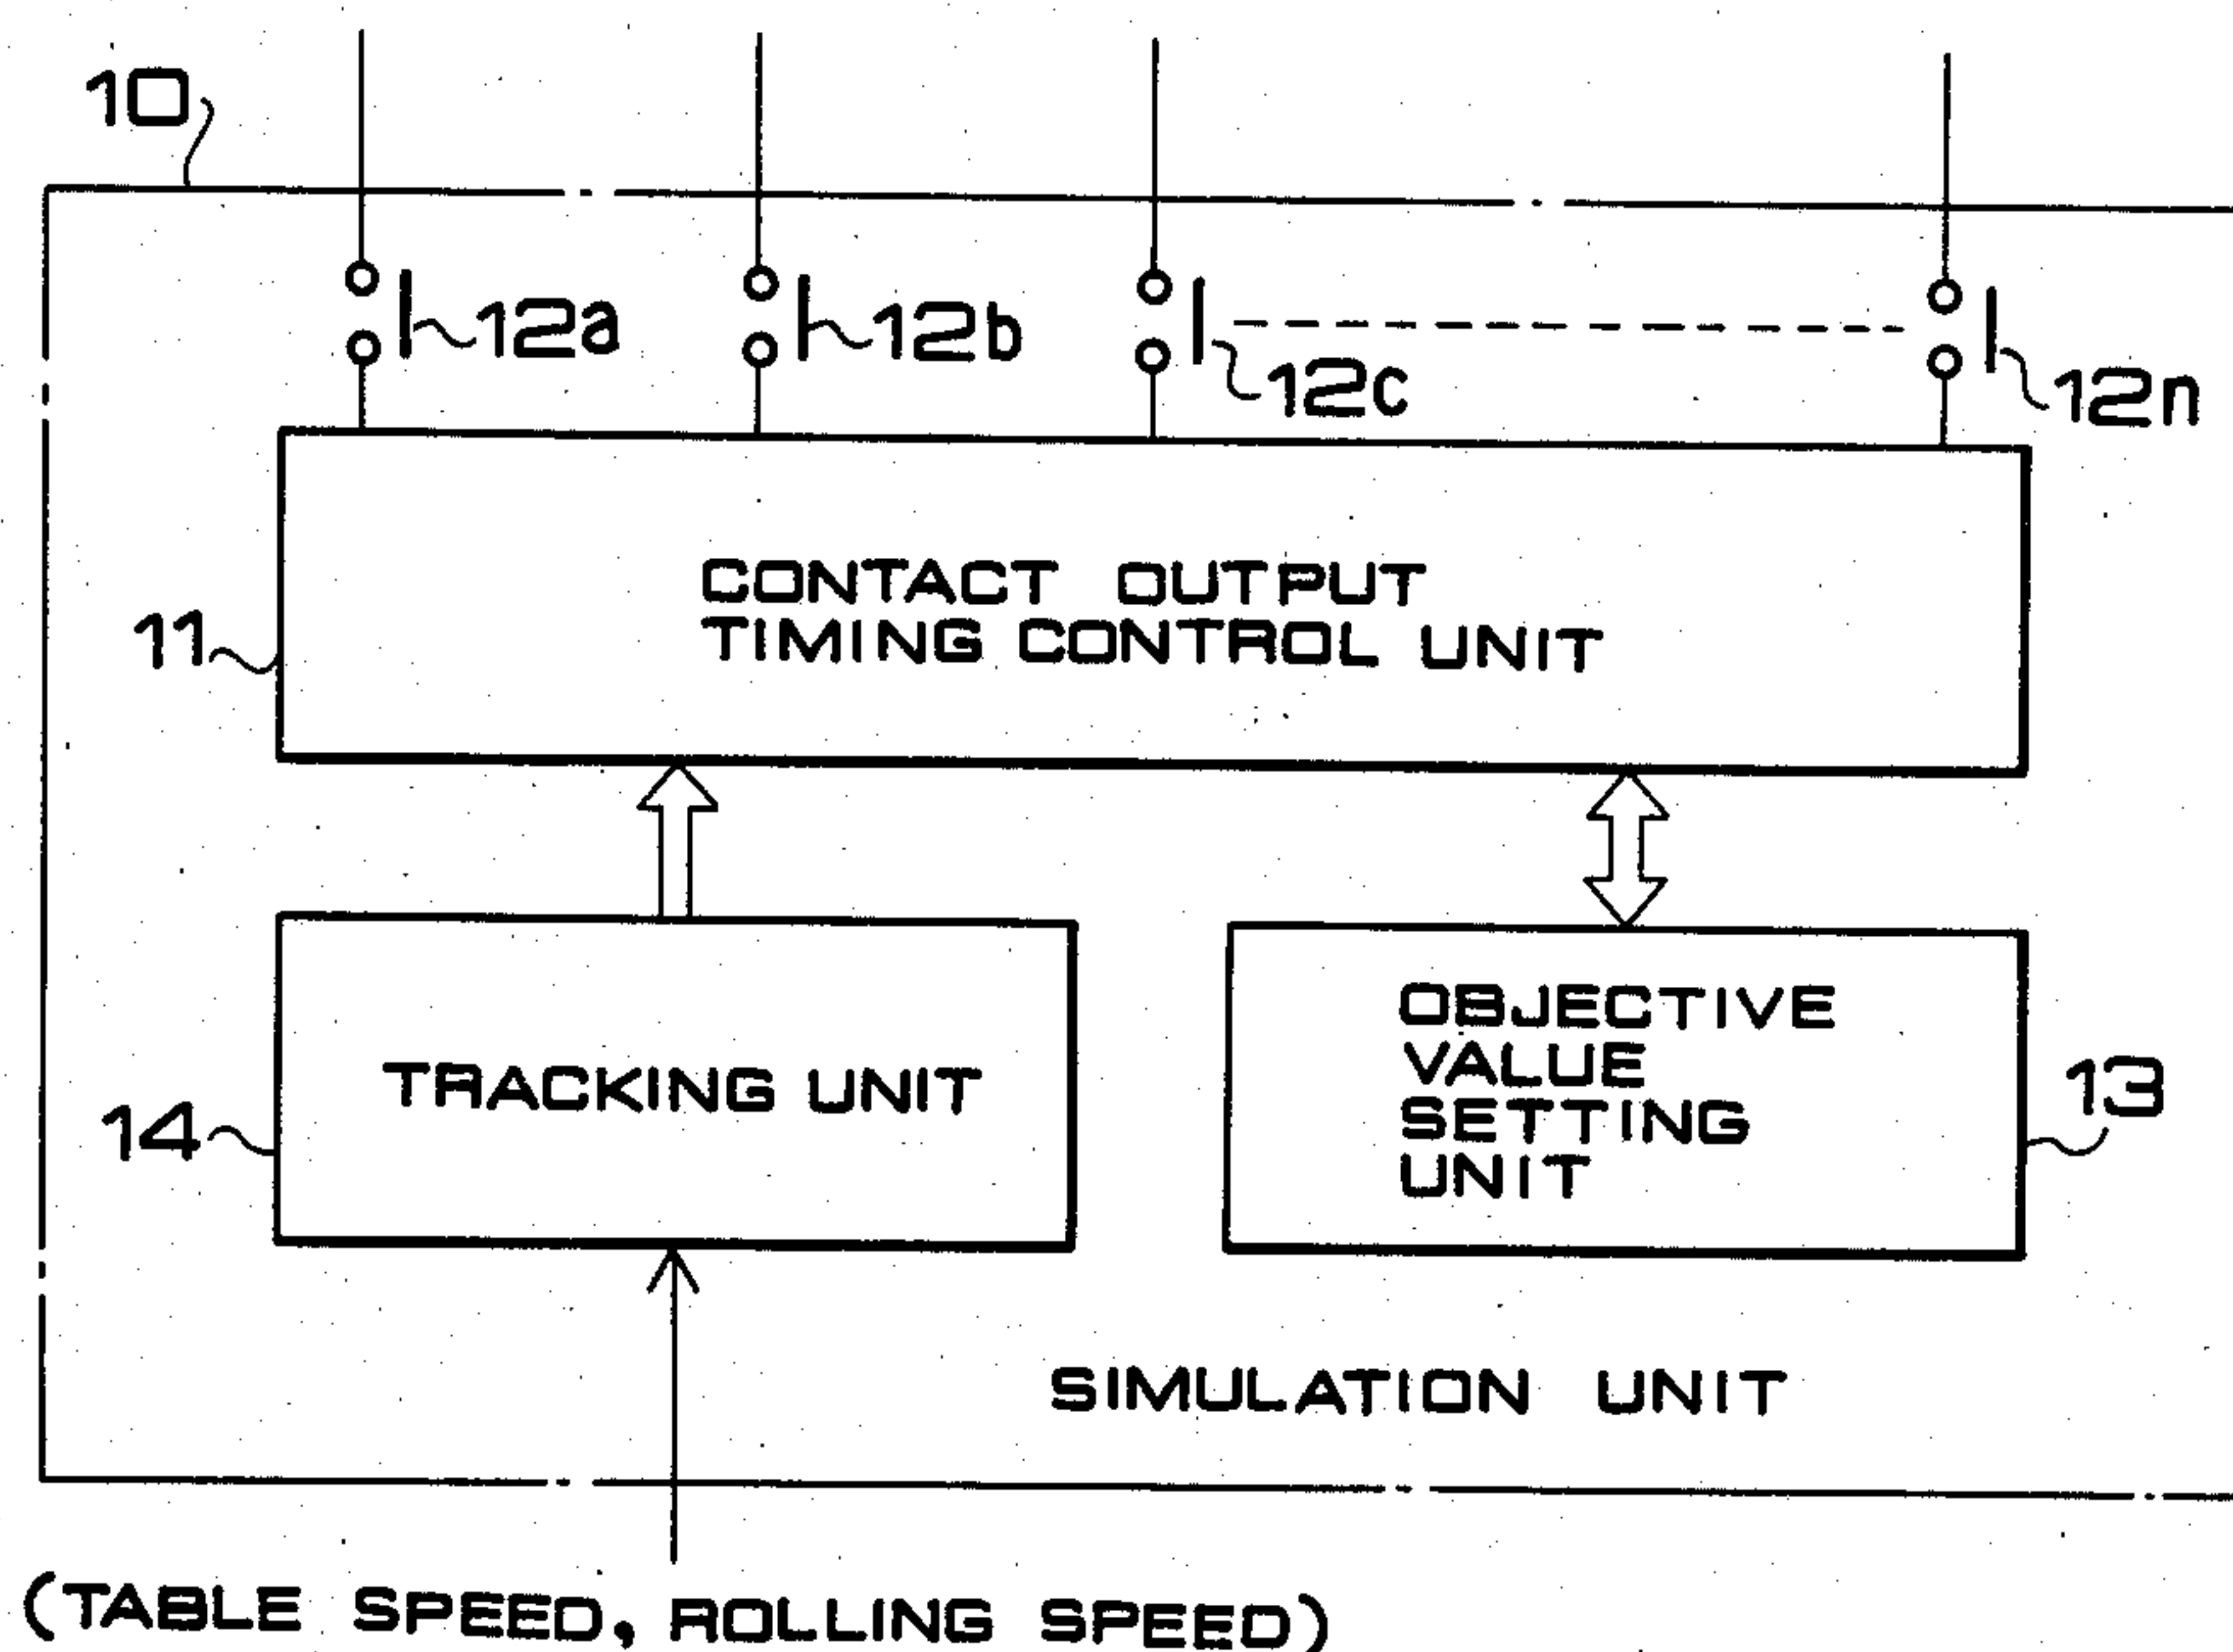 10
12a
12b
12c
12n
CONTACT OUTPUT
TIMING CONTROL UNIT
11
TRACKING UNIT
14
OBJECTIVE
VALUE
SETTING
UNIT
13
SIMULATION UNIT
(TABLE SPEED, ROLLING SPEED)